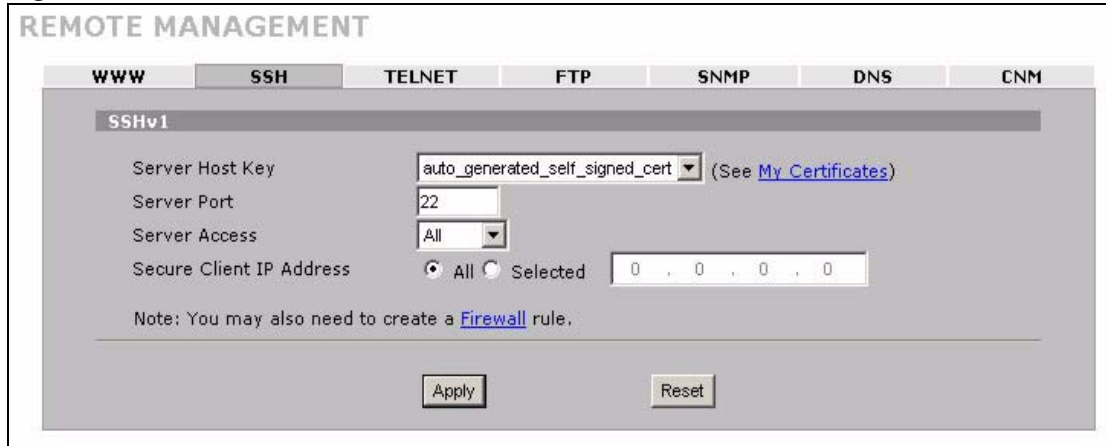 REMOTE MANAGEMENT
WWW SSH TELNET FTP SNMP DNS CNM
SSHv1
Server Host Key auto_generated_self_signed_cert (See My Certificates)
Server Port 22
Server Access All
Secure Client IP Address All Selected 0 . 0 . 0 . 0
Note: You may also need to create a Firewall rule.
Apply Reset